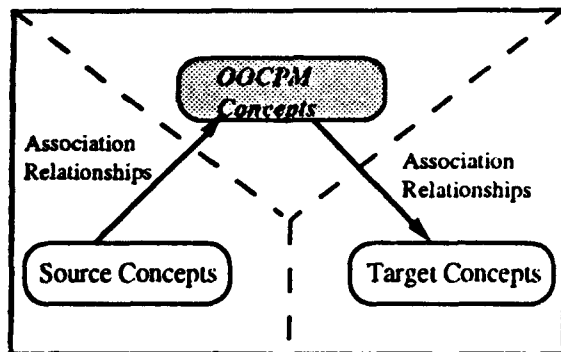 OOCPM
Concepts
Association
Relationships
Association
Relationships
Source Concepts
Target Concepts